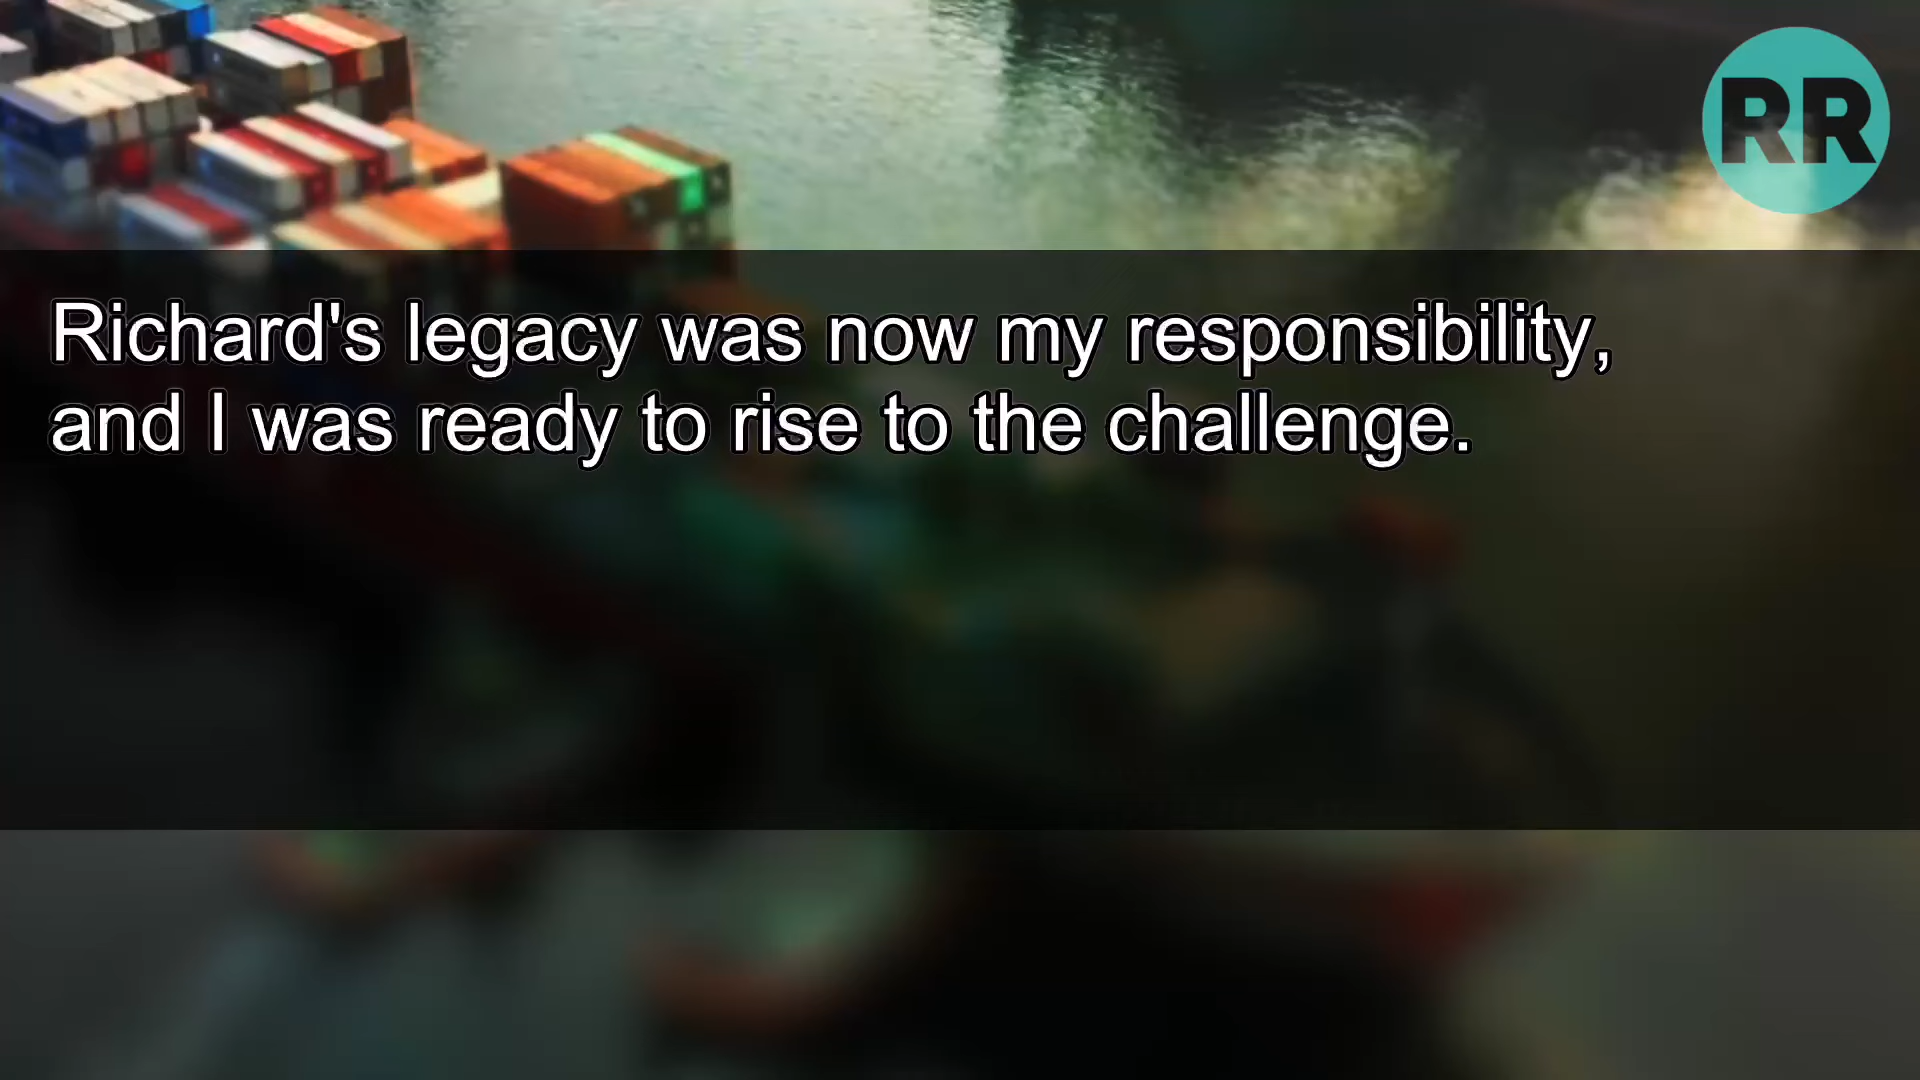 RR
Richard's legacy was now my responsibility,
and I was ready to rise to the challenge.